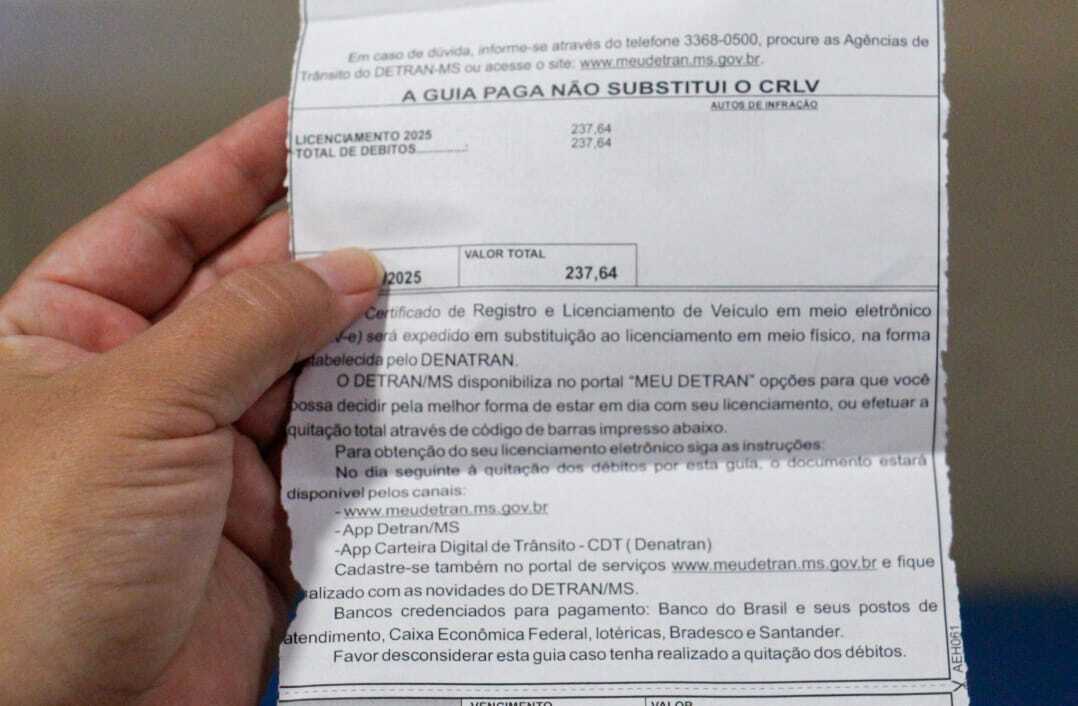 Em caso de dúvida, informe-se através do telefone 3368-0500, procure as Agências de
Trânsito do DETRAN-MS ou acesse o site: www.meudetran.ms.gov.br.
A GUIA PAGA NÃO SUBSTITUI O CRLV
AUTOS DE INFRAÇÃO
LICENCIAMENTO 2025 237,64
TOTAL DE DEBITOS..............: 237,64
VALOR TOTAL
/2025 237,64
Certificado de Registro e Licenciamento de Veículo em meio eletrônico
-e) será expedido em substituição ao licenciamento em meio físico, na forma
tabelecida pelo DENATRAN.
O DETRAN/MS disponibiliza no portal “MEU DETRAN” opções para que você
possa decidir pela melhor forma de estar em dia com seu licenciamento, ou efetuar a
quitação total através de código de barras impresso abaixo.
Para obtenção do seu licenciamento eletrônico siga as instruções:
No dia seguinte à quitação dos débitos por esta guia, o documento estará
disponível pelos canais:
-www.meudetran.ms.gov.br
-App Detran/MS
-App Carteira Digital de Trânsito - CDT ( Denatran)
Cadastre-se também no portal de serviços www.meudetran.ms.gov.br e fique
alizado com as novidades do DETRAN/MS.
Bancos credenciados para pagamento: Banco do Brasil e seus postos de
atendimento, Caixa Econômica Federal, lotéricas, Bradesco e Santander.
Favor desconsiderar esta guia caso tenha realizado a quitação dos débitos.
AEH061
VENCIMENTO VALOR